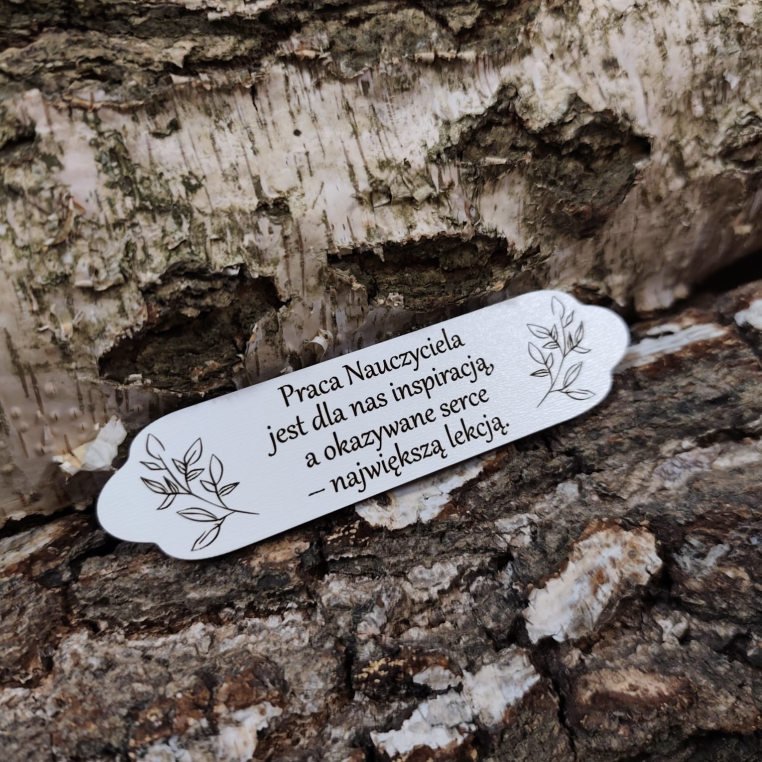 Praca Nauczyciela
jest dla nas inspiracją,
a okazywane serce
– największą lekcją.